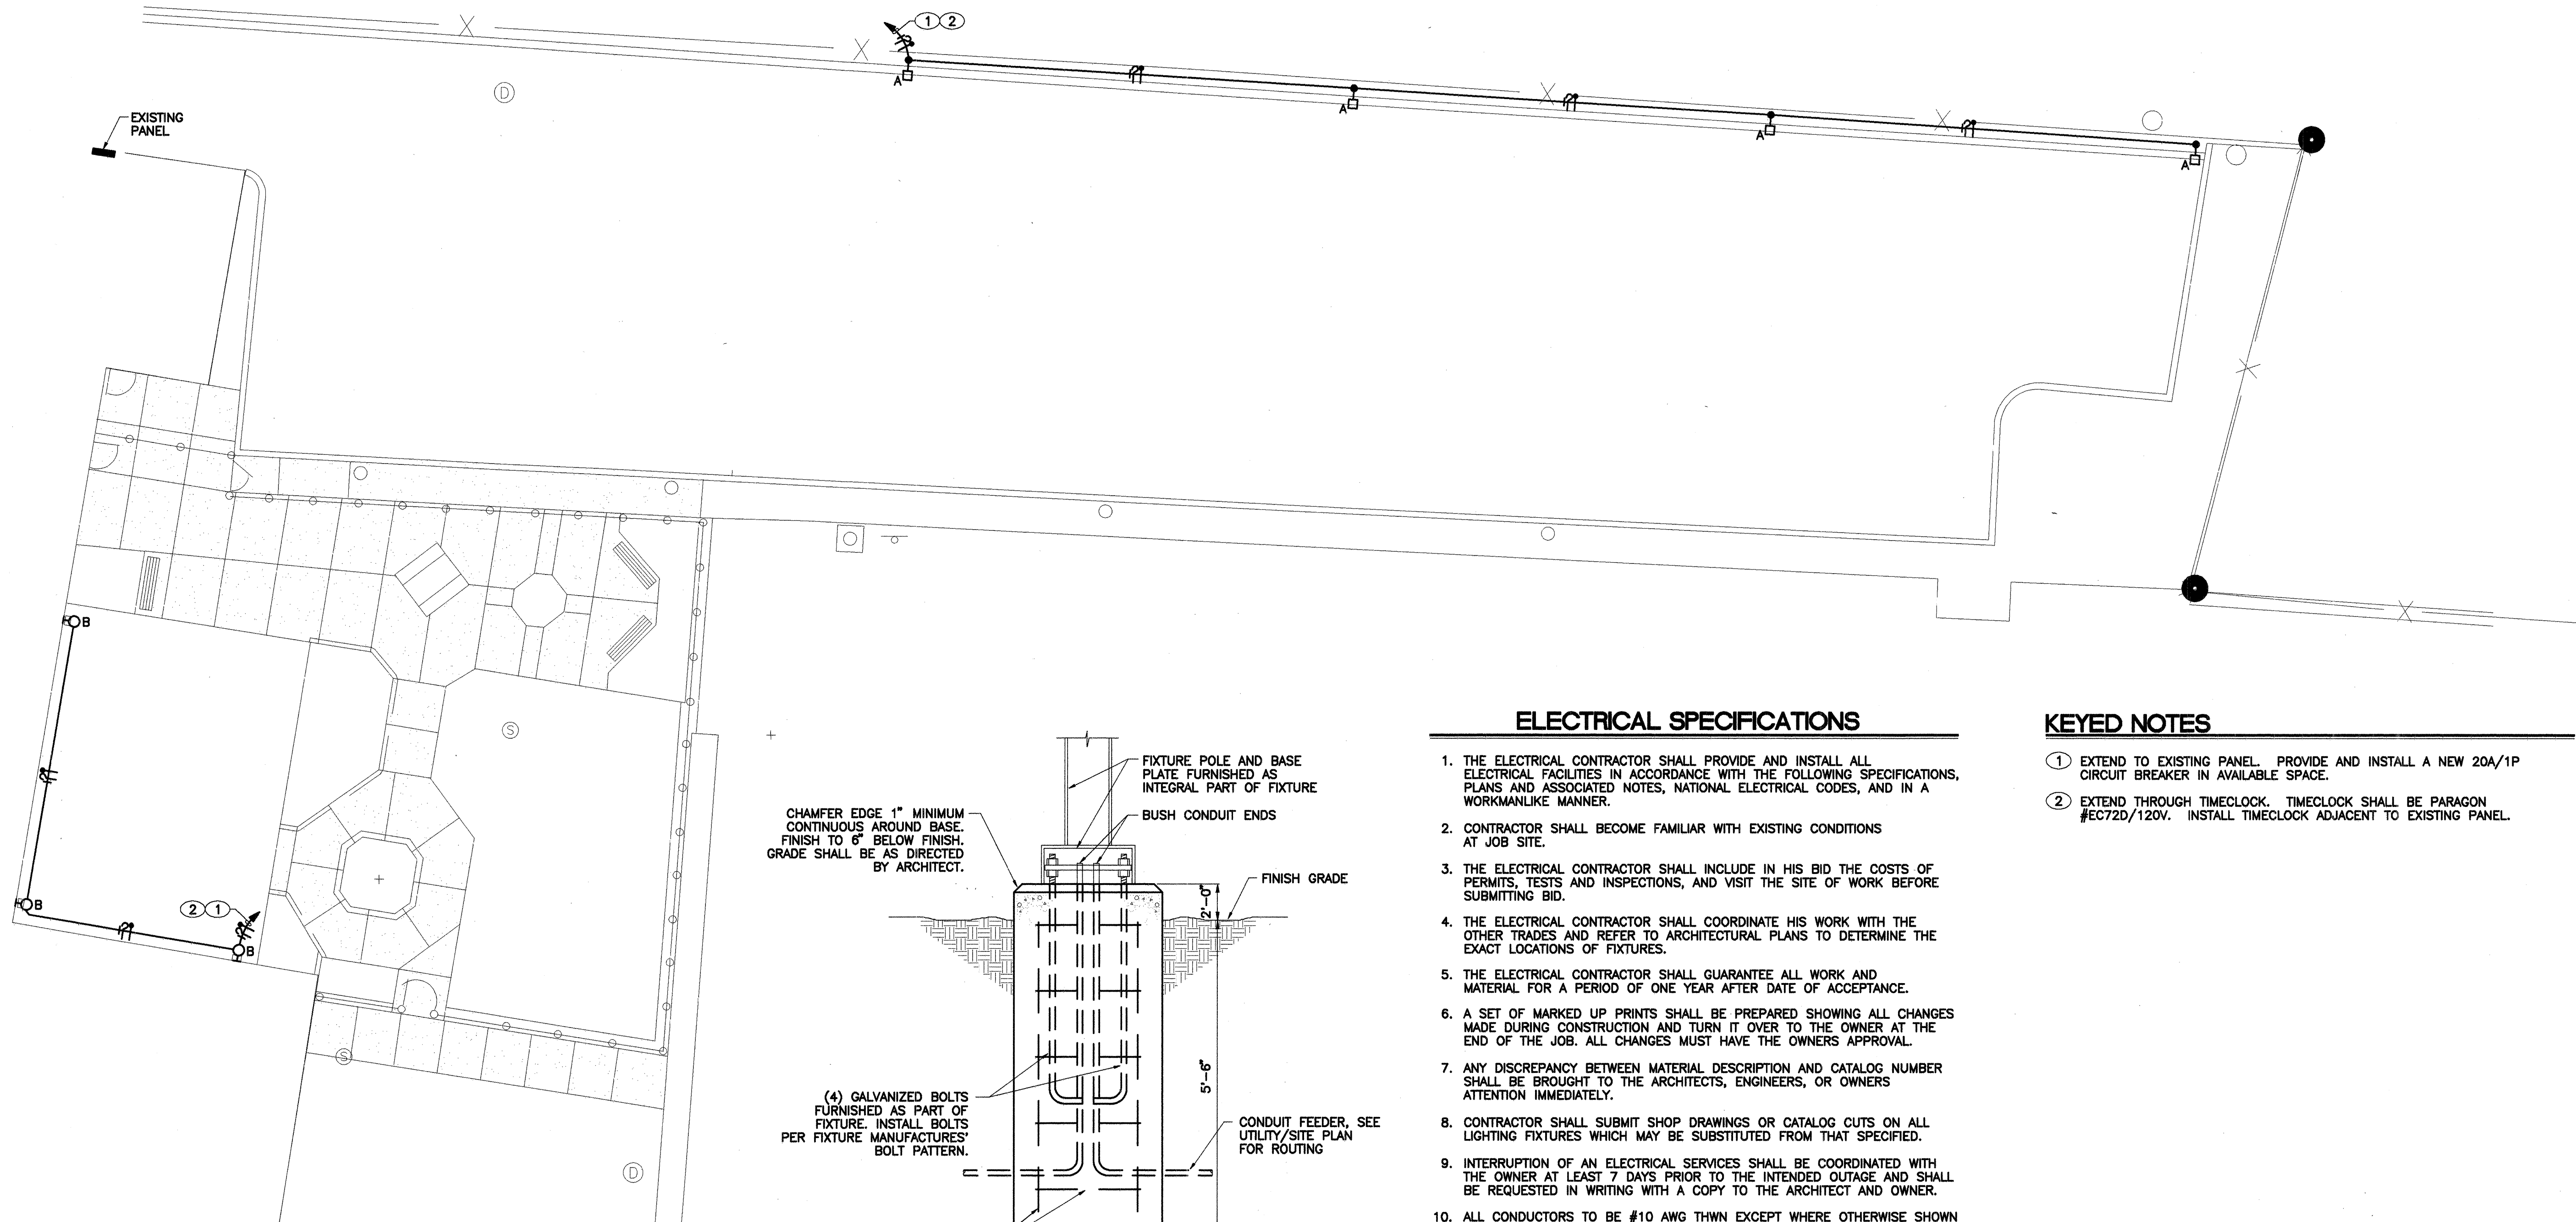 1 2
D
A
A
A
A
EXISTING
PANEL
B
B
B
2 1
S
S
D
CHAMFER EDGE 1" MINIMUM
CONTINUOUS AROUND BASE.
FINISH TO 6" BELOW FINISH.
GRADE SHALL BE AS DIRECTED
BY ARCHITECT.
FIXTURE POLE AND BASE
PLATE FURNISHED AS
INTEGRAL PART OF FIXTURE
BUSH CONDUIT ENDS
FINISH GRADE
2'-0"
5'-6"
(4) GALVANIZED BOLTS
FURNISHED AS PART OF
FIXTURE. INSTALL BOLTS
PER FIXTURE MANUFACTURES'
BOLT PATTERN.
CONDUIT FEEDER, SEE
UTILITY/SITE PLAN
FOR ROUTING
ELECTRICAL SPECIFICATIONS
1. THE ELECTRICAL CONTRACTOR SHALL PROVIDE AND INSTALL ALL
ELECTRICAL FACILITIES IN ACCORDANCE WITH THE FOLLOWING SPECIFICATIONS,
PLANS AND ASSOCIATED NOTES, NATIONAL ELECTRICAL CODES, AND IN A
WORKMANLIKE MANNER.
2. CONTRACTOR SHALL BECOME FAMILIAR WITH EXISTING CONDITIONS
AT JOB SITE.
3. THE ELECTRICAL CONTRACTOR SHALL INCLUDE IN HIS BID THE COSTS OF
PERMITS, TESTS AND INSPECTIONS, AND VISIT THE SITE OF WORK BEFORE
SUBMITTING BID.
4. THE ELECTRICAL CONTRACTOR SHALL COORDINATE HIS WORK WITH THE
OTHER TRADES AND REFER TO ARCHITECTURAL PLANS TO DETERMINE THE
EXACT LOCATIONS OF FIXTURES.
5. THE ELECTRICAL CONTRACTOR SHALL GUARANTEE ALL WORK AND
MATERIAL FOR A PERIOD OF ONE YEAR AFTER DATE OF ACCEPTANCE.
6. A SET OF MARKED UP PRINTS SHALL BE PREPARED SHOWING ALL CHANGES
MADE DURING CONSTRUCTION AND TURN IT OVER TO THE OWNER AT THE
END OF THE JOB. ALL CHANGES MUST HAVE THE OWNERS APPROVAL.
7. ANY DISCREPANCY BETWEEN MATERIAL DESCRIPTION AND CATALOG NUMBER
SHALL BE BROUGHT TO THE ARCHITECTS, ENGINEERS, OR OWNERS
ATTENTION IMMEDIATELY.
8. CONTRACTOR SHALL SUBMIT SHOP DRAWINGS OR CATALOG CUTS ON ALL
LIGHTING FIXTURES WHICH MAY BE SUBSTITUTED FROM THAT SPECIFIED.
9. INTERRUPTION OF AN ELECTRICAL SERVICES SHALL BE COORDINATED WITH
THE OWNER AT LEAST 7 DAYS PRIOR TO THE INTENDED OUTAGE AND SHALL
BE REQUESTED IN WRITING WITH A COPY TO THE ARCHITECT AND OWNER.
10. ALL CONDUCTORS TO BE #10 AWG THWN EXCEPT WHERE OTHERWISE SHOWN
KEYED NOTES
1 EXTEND TO EXISTING PANEL. PROVIDE AND INSTALL A NEW 20A/1P
CIRCUIT BREAKER IN AVAILABLE SPACE.
2 EXTEND THROUGH TIMECLOCK. TIMECLOCK SHALL BE PARAGON
#EC72D/120V. INSTALL TIMECLOCK ADJACENT TO EXISTING PANEL.